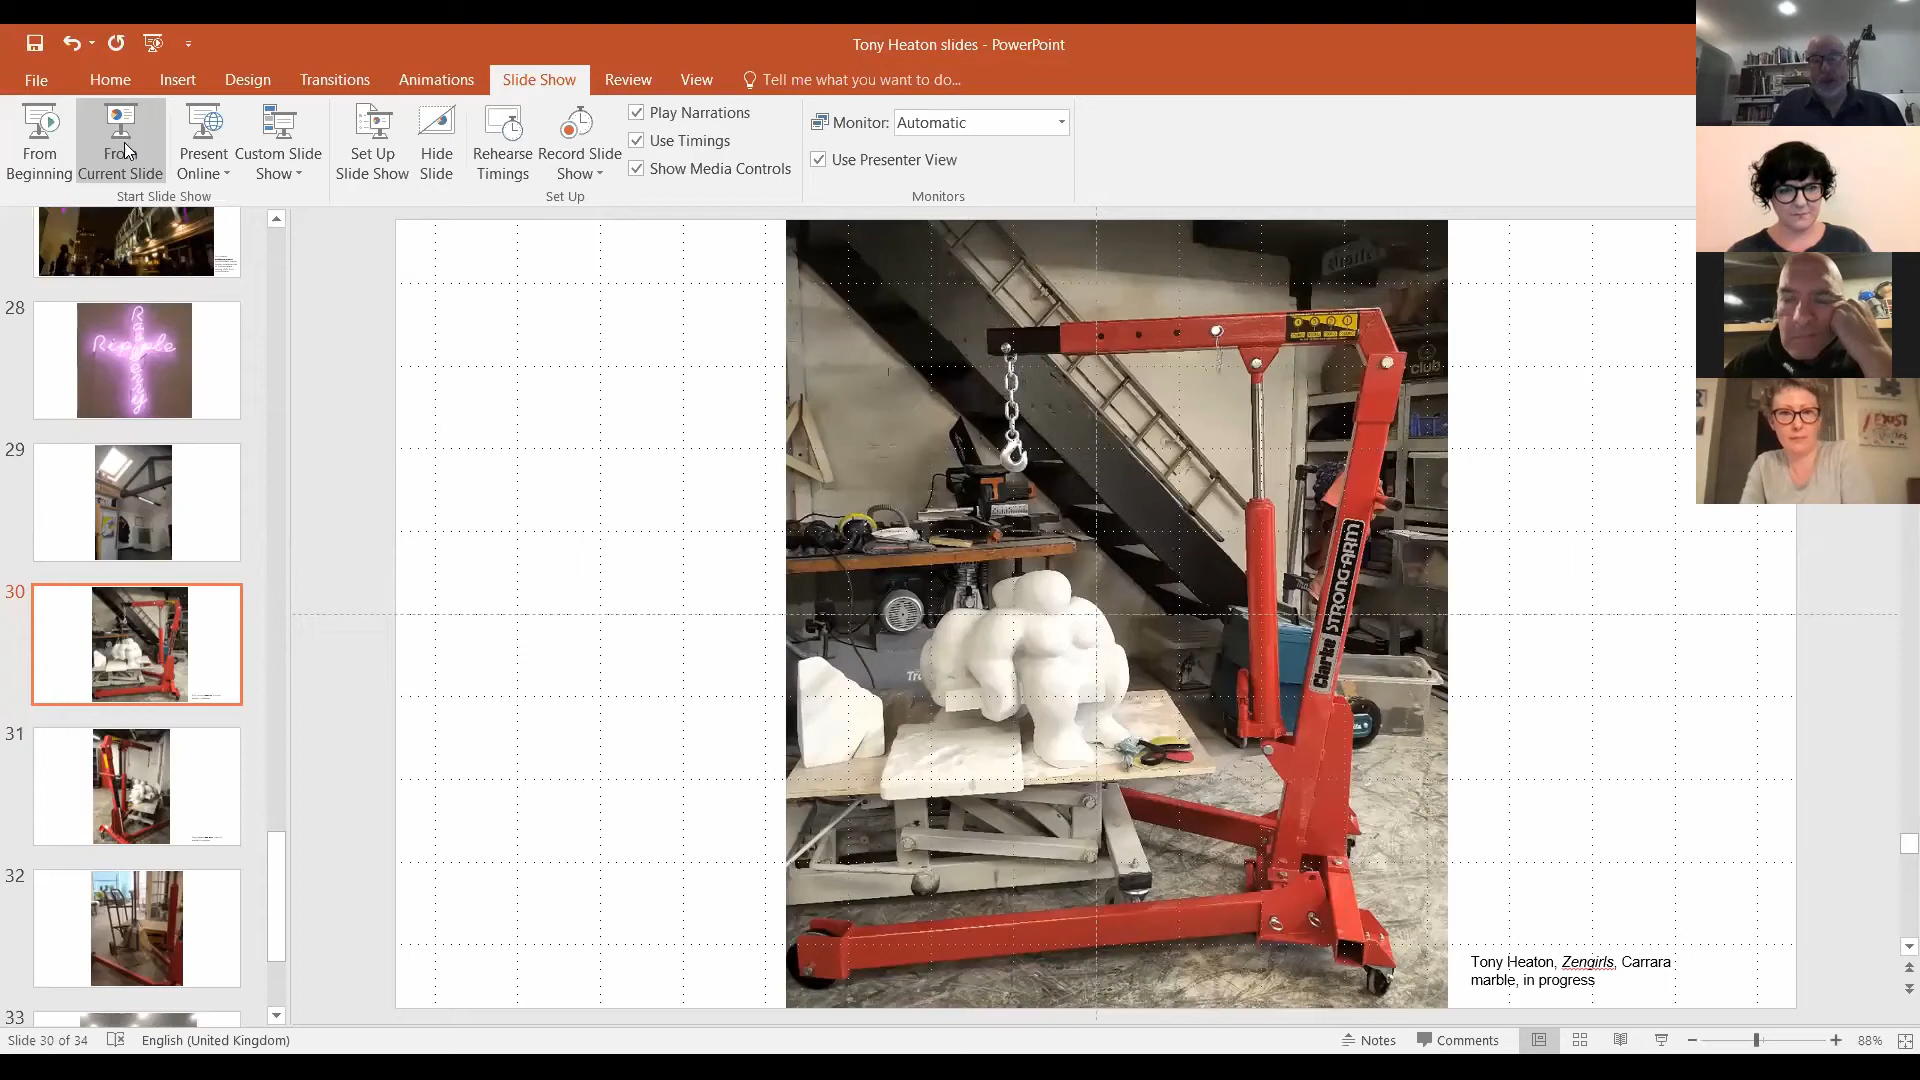 Tony Heaton slides - PowerPoint
File Home Insert Design Transitions Animations Slide Show Review View Tell me what you want to do...
From Beginning
From Current Slide
Present Online
Custom Slide Show
Set Up Slide Show
Hide Slide
Rehearse Timings
Record Slide Show
Play Narrations
Use Timings
Show Media Controls
Monitor: Automatic
Use Presenter View
Start Slide Show
Set Up
Monitors
28
Ripple
29
30
31
32
33
club
Clarke STRONG-ARM
EXIST
Tony Heaton, Zengirls, Carrara
marble, in progress
Slide 30 of 34 English (United Kingdom) Notes Comments 88%